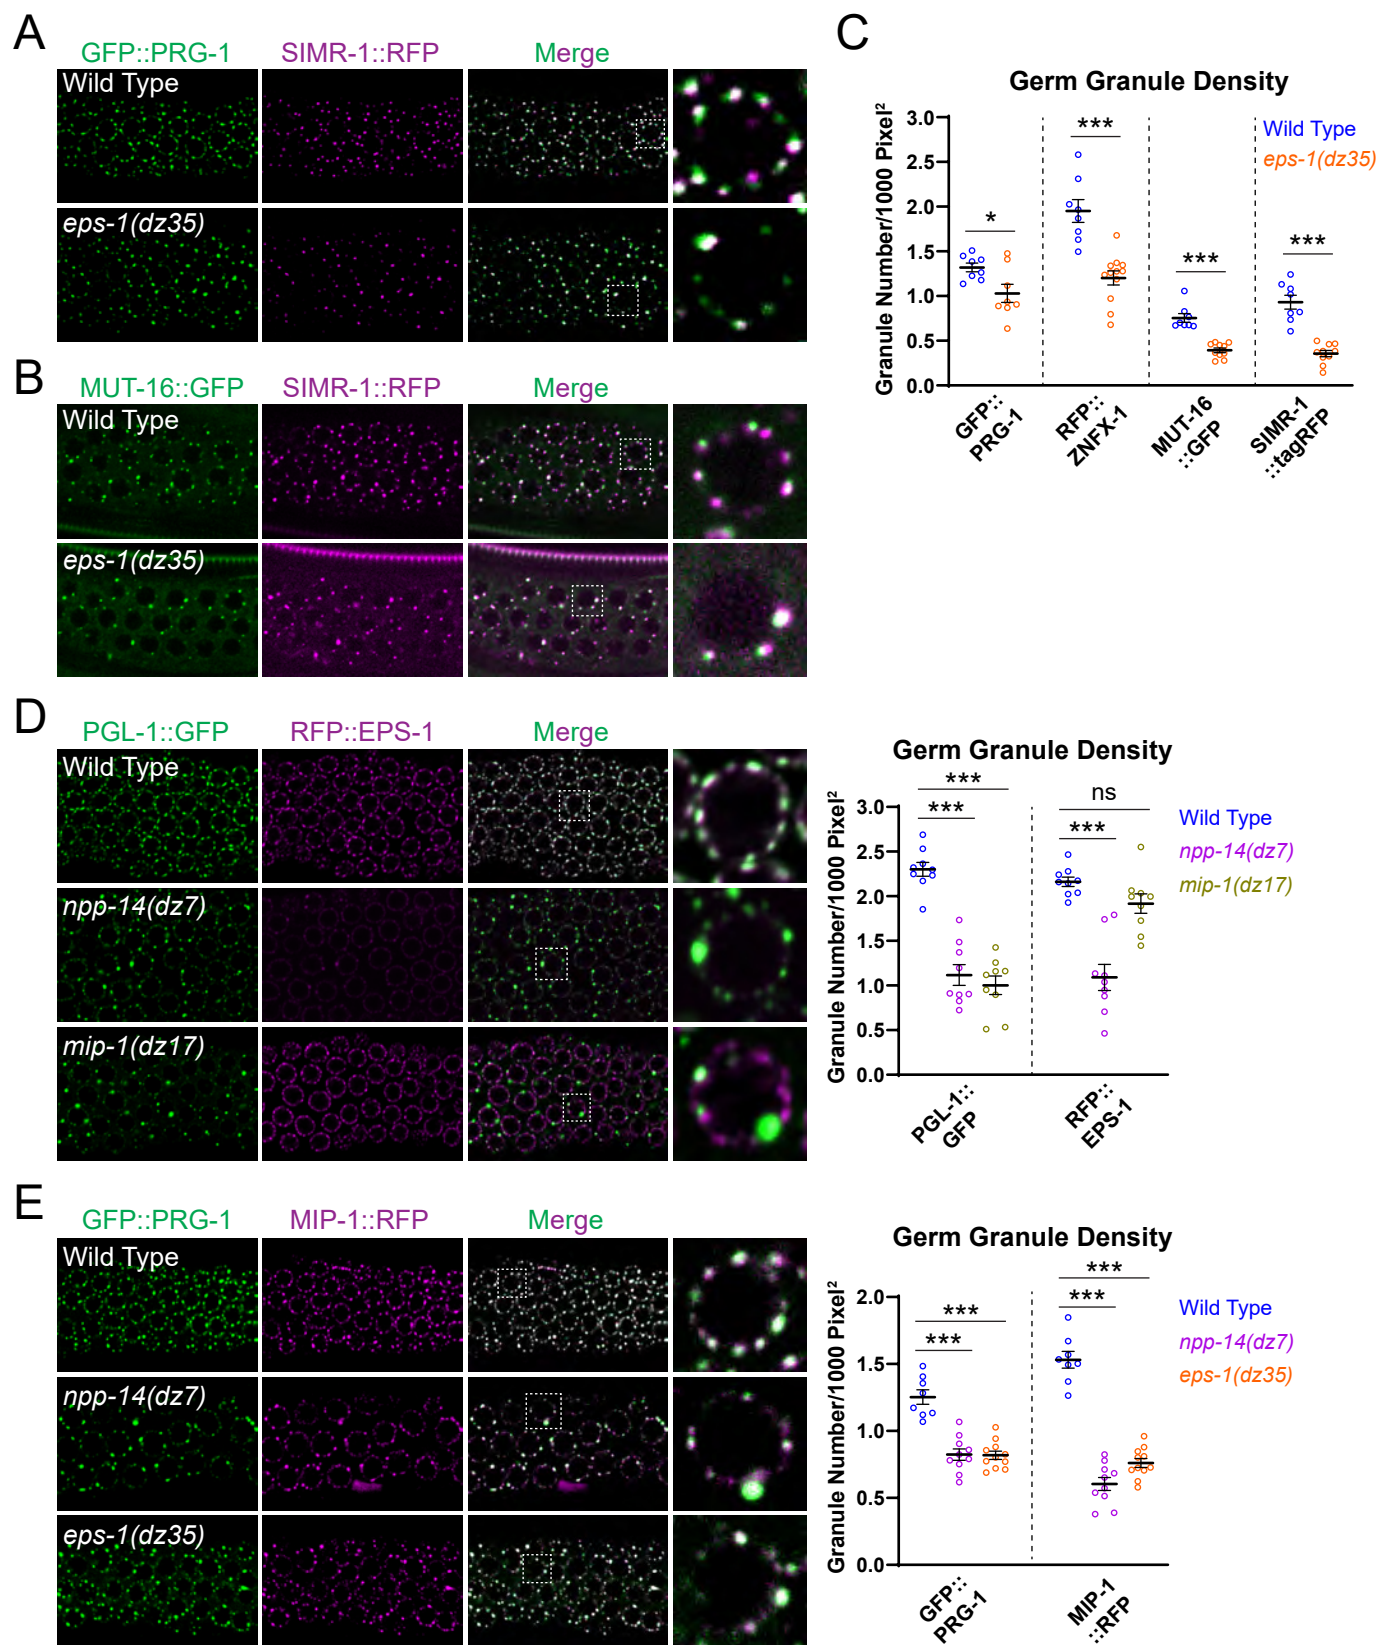 A
GFP::PRG-1 SIMR-1::RFP Merge
Wild Type
eps-1(dz35)
B
MUT-16::GFP SIMR-1::RFP Merge
Wild Type
eps-1(dz35)
C
Germ Granule Density
Granule Number/1000 Pixel²
3.0
2.5
2.0
1.5
1.0
0.5
0.0
* *** *** ***
Wild Type
eps-1(dz35)
GFP::
PRG-1
RFP::
ZNFX-1
MUT-16
::GFP
SIMR-1
::tagRFP
D
PGL-1::GFP RFP::EPS-1 Merge
Wild Type
npp-14(dz7)
mip-1(dz17)
Germ Granule Density
Granule Number/1000 Pixel²
3.0
2.5
2.0
1.5
1.0
0.5
0.0
*** ns
*** ***
Wild Type
npp-14(dz7)
mip-1(dz17)
PGL-1::
GFP
RFP::
EPS-1
E
GFP::PRG-1 MIP-1::RFP Merge
Wild Type
npp-14(dz7)
eps-1(dz35)
Germ Granule Density
Granule Number/1000 Pixel²
2.0
1.5
1.0
0.5
0.0
*** ***
*** ***
Wild Type
npp-14(dz7)
eps-1(dz35)
GFP::
PRG-1
MIP-1
::RFP